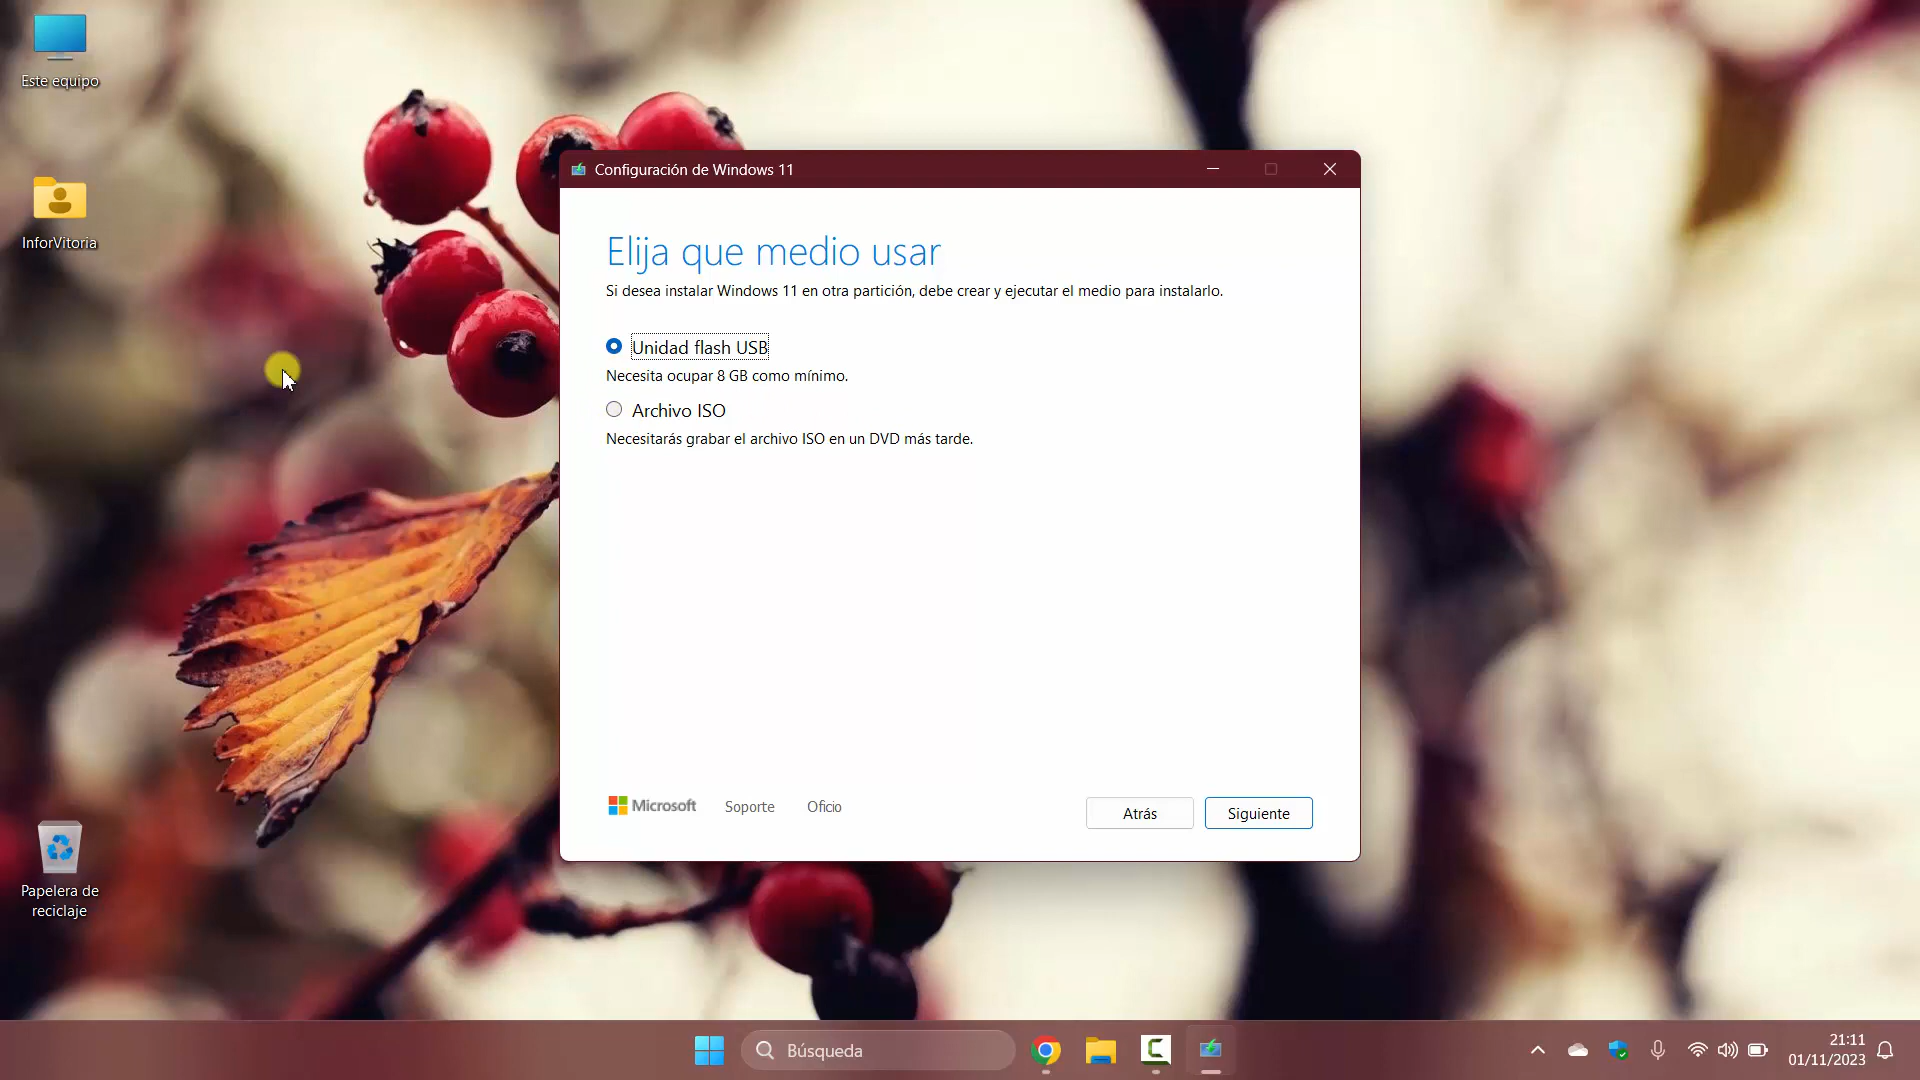 Este equipo
InforVitoria
Papelera de
reciclaje
Configuración de Windows 11
Elija que medio usar
Si desea instalar Windows 11 en otra partición, debe crear y ejecutar el medio para instalarlo.
Unidad flash USB
Necesita ocupar 8 GB como mínimo.
Archivo ISO
Necesitarás grabar el archivo ISO en un DVD más tarde.
Microsoft
Soporte
Oficio
Atrás
Siguiente
Búsqueda
21:11
01/11/2023